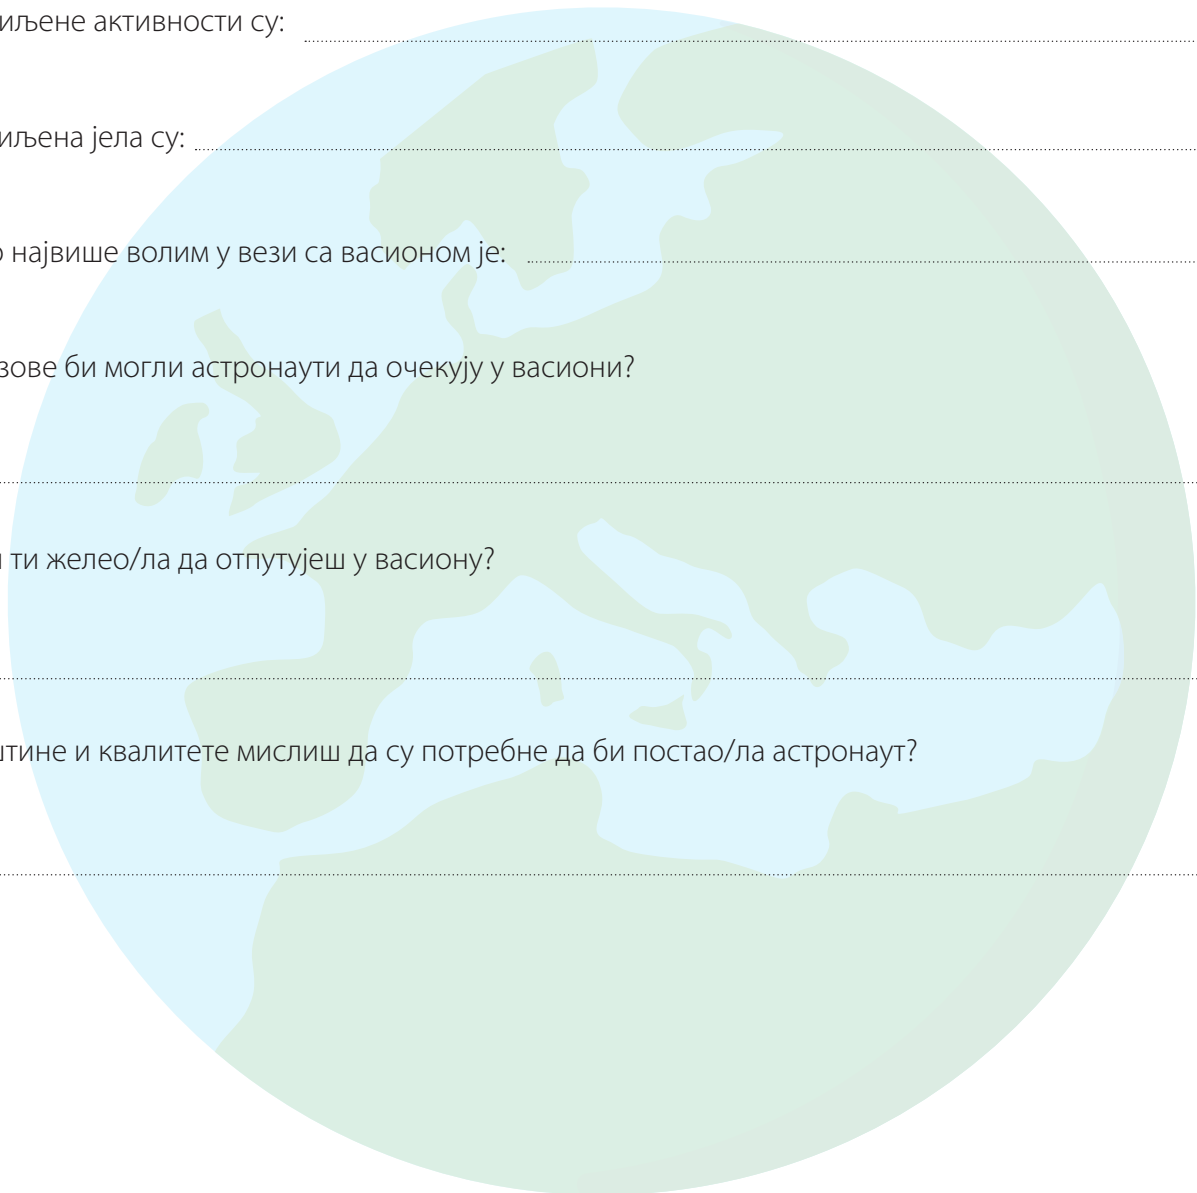 иљене активности су:
иљена јела су:
о највише волим у вези са васионом је:
зове би могли астронаути да очекују у васиони?
и ти желео/ла да отпутујеш у васиону?
штине и квалитете мислиш да су потребне да би постао/ла астронаут?